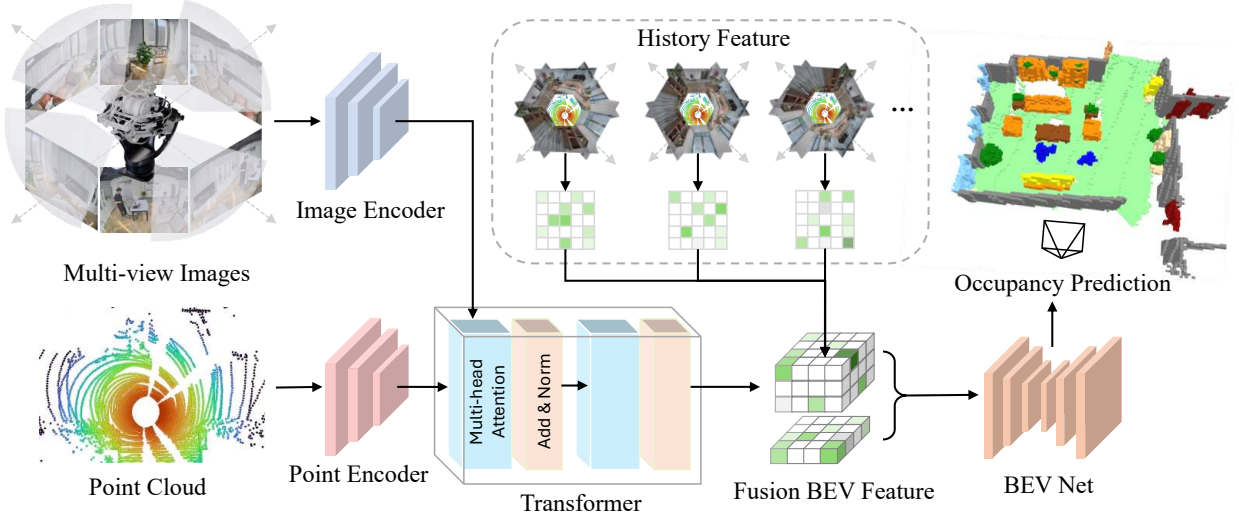 History Feature
...
Image Encoder
Multi-view Images
Occupancy Prediction
Multi-head
Attention
Add & Norm
Point Cloud
Point Encoder
Transformer
Fusion BEV Feature
BEV Net